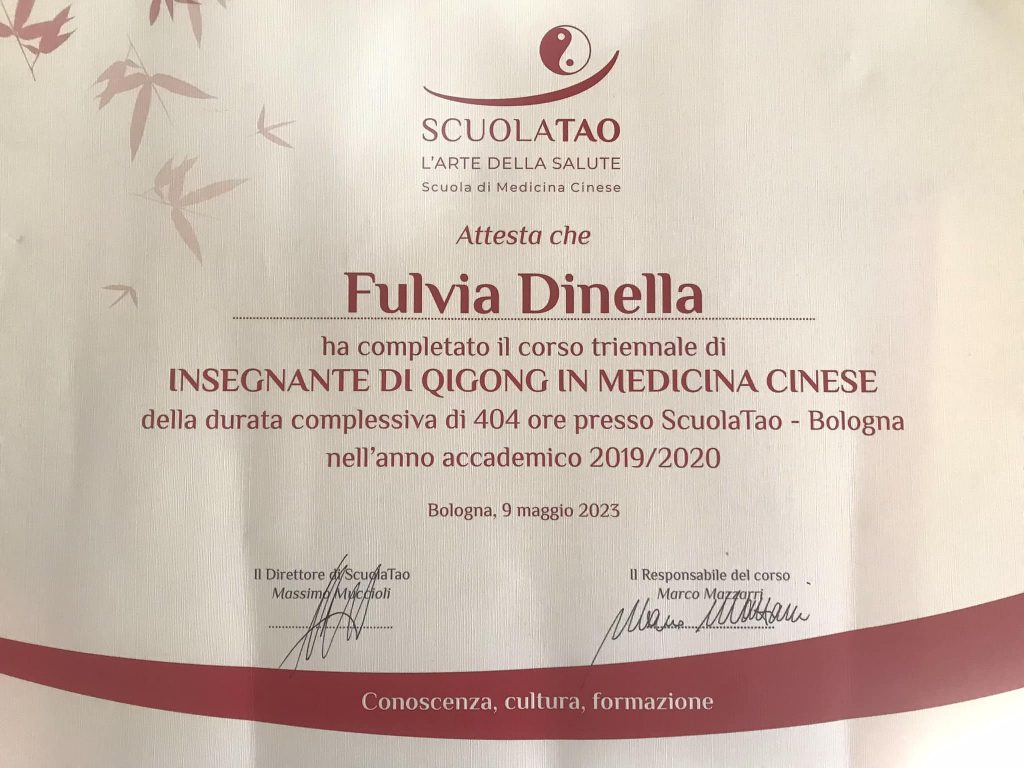 SCUOLATAO
L'ARTE DELLA SALUTE
Scuola di Medicina Cinese
Attesta che
Fulvia Dinella
ha completato il corso triennale di
INSEGNANTE DI QIGONG IN MEDICINA CINESE
della durata complessiva di 404 ore presso ScuolaTao - Bologna
nell'anno accademico 2019/2020
Bologna, 9 maggio 2023
Il Direttore di ScuolaTao
Massimo Muccioli
Il Responsabile del corso
Marco Mazzarri
Marco Mazzarri
Conoscenza, cultura, formazione